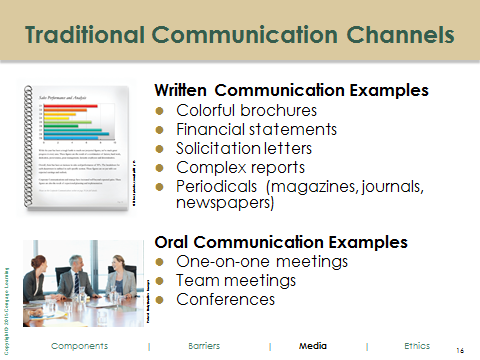 Traditional Communication Channels
Written Communication Examples
● Colorful brochures
● Financial statements
● Solicitation letters
● Complex reports
● Periodicals (magazines, journals,
newspapers)
Sales Performance and Analysis
Oral Communication Examples
● One-on-one meetings
● Team meetings
● Conferences
Copyright © 2015 Cengage Learning
Components | Barriers | Media | Ethics
16